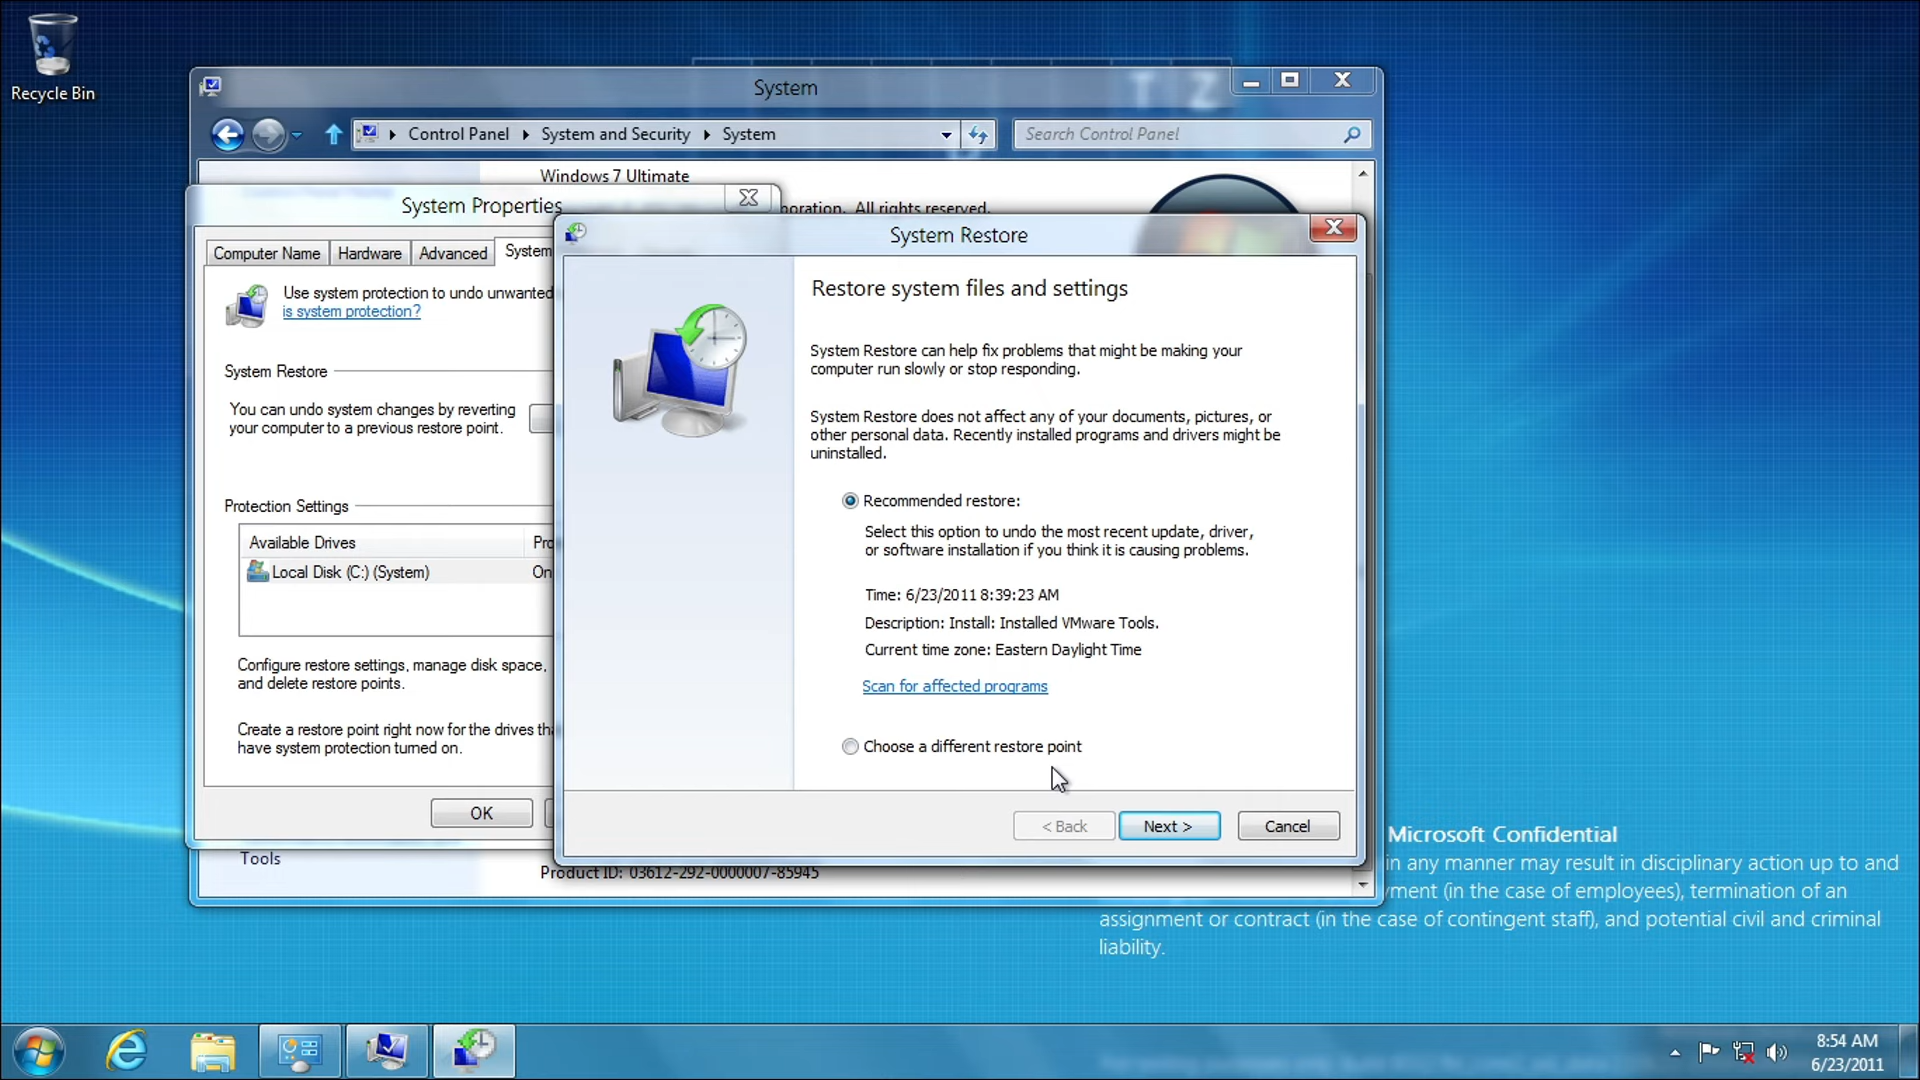 Recycle Bin
System
Control Panel
System and Security
System
Search Control Panel
Windows 7 Ultimate
poration. All rights reserved.
T
Z
System Properties
Computer Name
Hardware
Advanced
System
Use system protection to undo unwanted
is system protection?
System Restore
You can undo system changes by reverting
your computer to a previous restore point.
Protection Settings
Available Drives
Pro
Local Disk (C:) (System)
On
Configure restore settings, manage disk space,
and delete restore points.
Create a restore point right now for the drives tha
have system protection turned on.
OK
System Restore
Restore system files and settings
System Restore can help fix problems that might be making your
computer run slowly or stop responding.
System Restore does not affect any of your documents, pictures, or
other personal data. Recently installed programs and drivers might be
uninstalled.
Recommended restore:
Select this option to undo the most recent update, driver,
or software installation if you think it is causing problems.
Time: 6/23/2011 8:39:23 AM
Description: Install: Installed VMware Tools.
Current time zone: Eastern Daylight Time
Scan for affected programs
Choose a different restore point
< Back
Next >
Cancel
Tools
Product ID: 03612-292-0000007-85945
Microsoft Confidential
in any manner may result in disciplinary action up to and
yment (in the case of employees), termination of an
assignment or contract (in the case of contingent staff), and potential civil and criminal
liability.
8:54 AM
6/23/2011